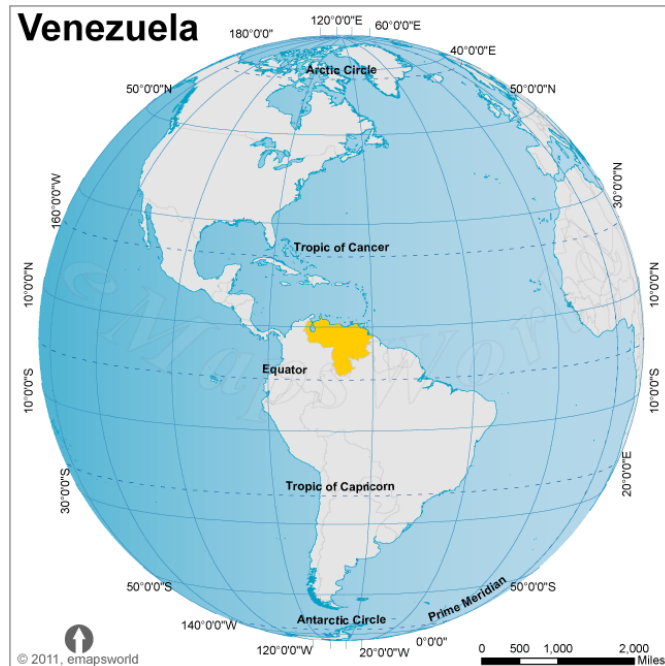 Venezuela
120°0'0"E
180°0'0"
60°0'0"E
40°0'0"E
Arctic Circle
50°0'0"N
50°0'0"N
160°0'0"W
30°0'0"N
Tropic of Cancer
10°0'0"N
10°0'0"N
Equator
10°0'0"S
10°0'0"S
Tropic of Capricorn
30°0'0"S
20°0'0"E
50°0'0"S
50°0'0"S
Prime Meridian
Antarctic Circle
140°0'0"W
120°0'0"W
20°0'0"W
0°0'0"
© 2011, emapsworld
0 500 1,000 2,000
Miles